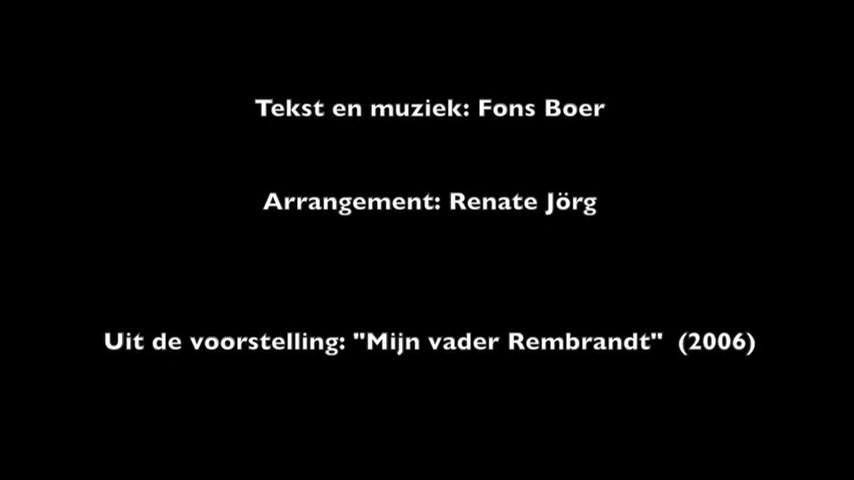 Tekst en muziek: Fons Boer
Arrangement: Renate Jörg
Uit de voorstelling: "Mijn vader Rembrandt" (2006)